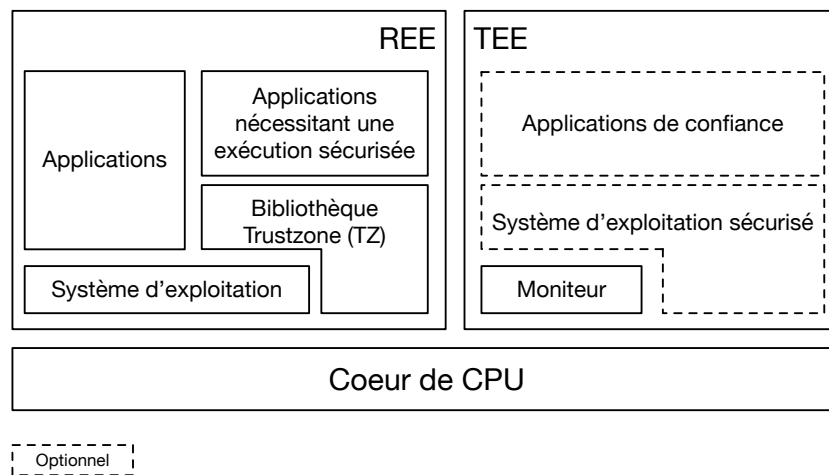 REE
TEE
Applications
Applications
nécessitant une
exécution sécurisée
Bibliothèque
Trustzone (TZ)
Système d'exploitation
Applications de confiance
Système d'exploitation sécurisé
Moniteur
Coeur de CPU
Optionnel